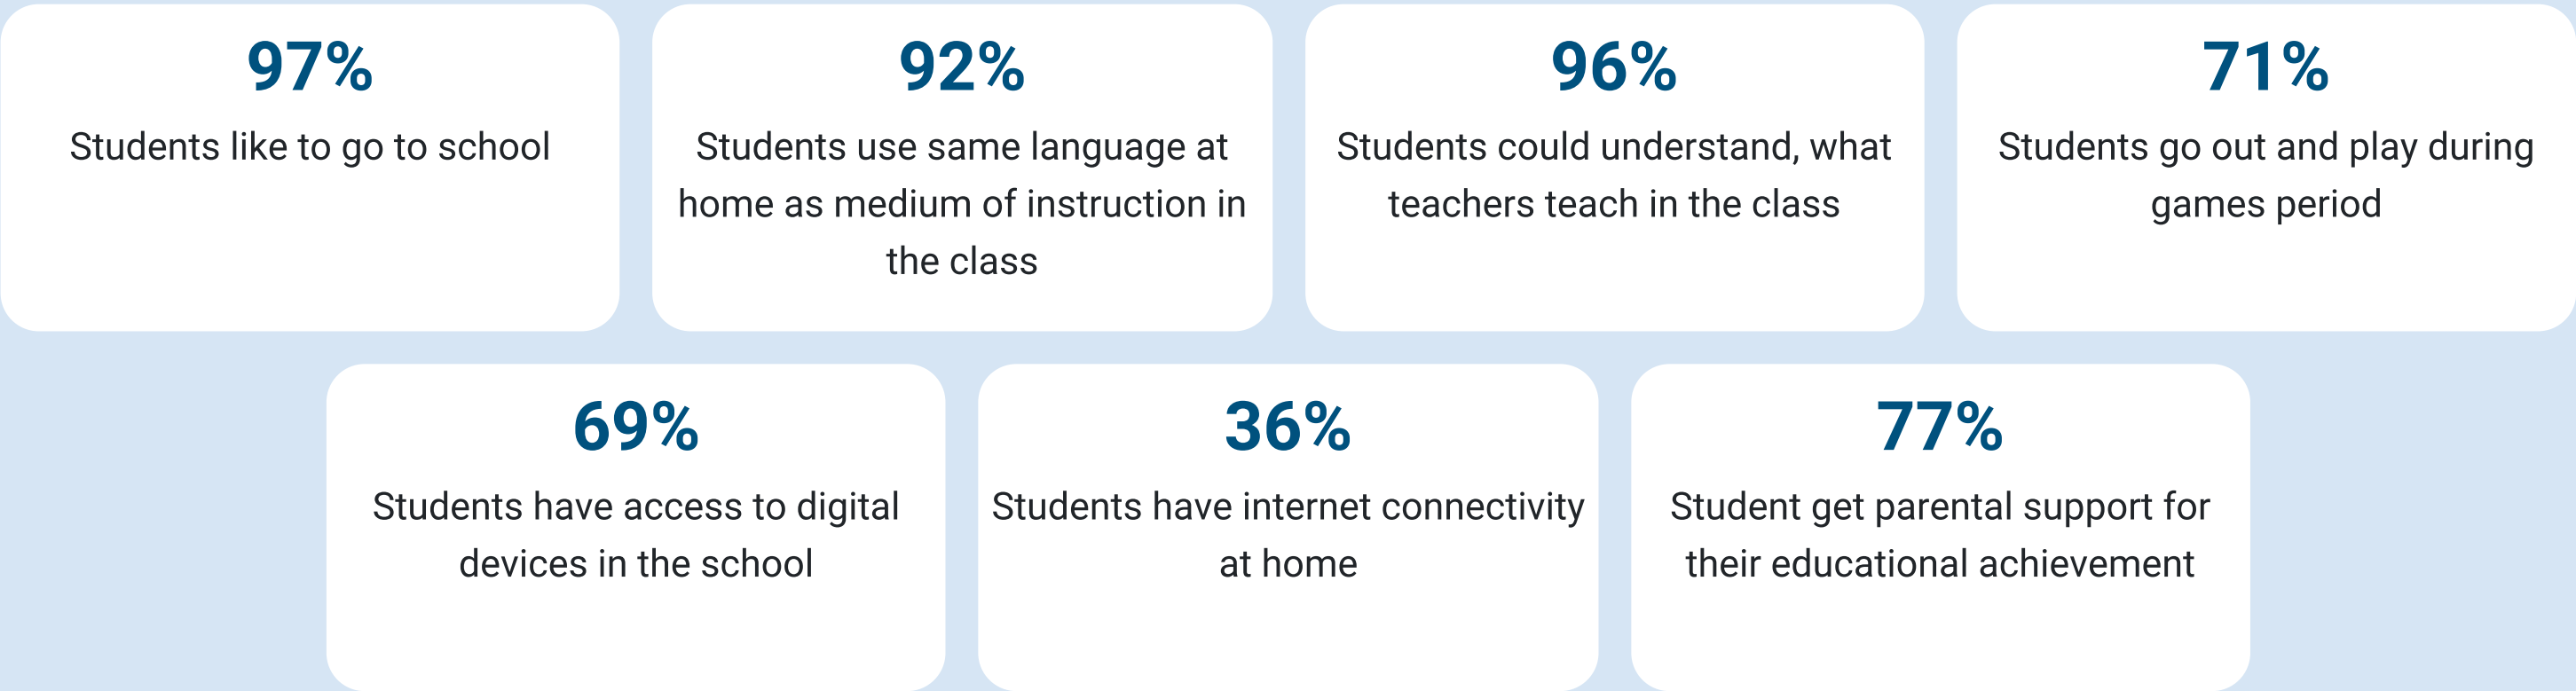 97%
Students like to go to school
92%
Students use same language at
home as medium of instruction in
the class
96%
Students could understand, what
teachers teach in the class
71%
Students go out and play during
games period
69%
Students have access to digital
devices in the school
36%
Students have internet connectivity
at home
77%
Student get parental support for
their educational achievement